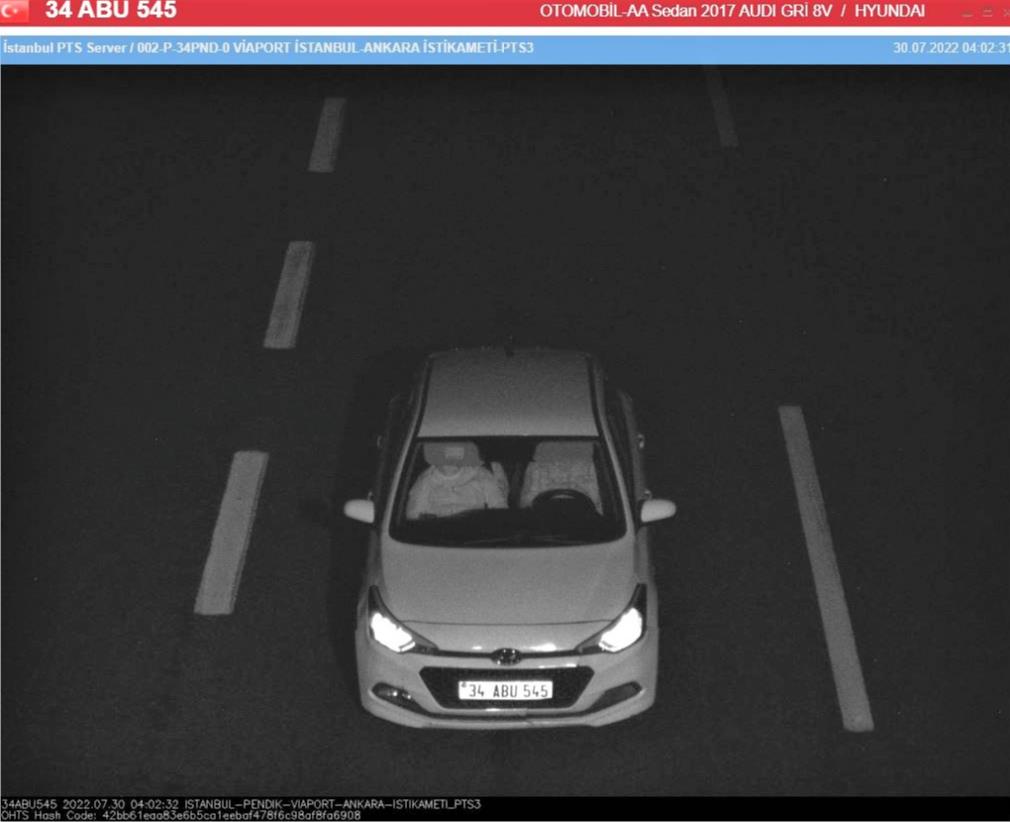 34 ABU 545
OTOMOBİL-AA Sedan 2017 AUDI GRİ 8V / HYUNDAI
İstanbul PTS Server / 002-P-34PND-0 VİAPORT İSTANBUL-ANKARA İSTİKAMETİ-PTS3
30.07.2022 04:02:31
34 ABU 545
34ABU545 2022.07.30 04:02:32 ISTANBUL-PENDIK-VIAPORT-ANKARA-ISTIKAMETI_PTS3
OHTS Hash Code: 42bb61eaa83e6b5ca1eebaf478f6c98af8fa6908